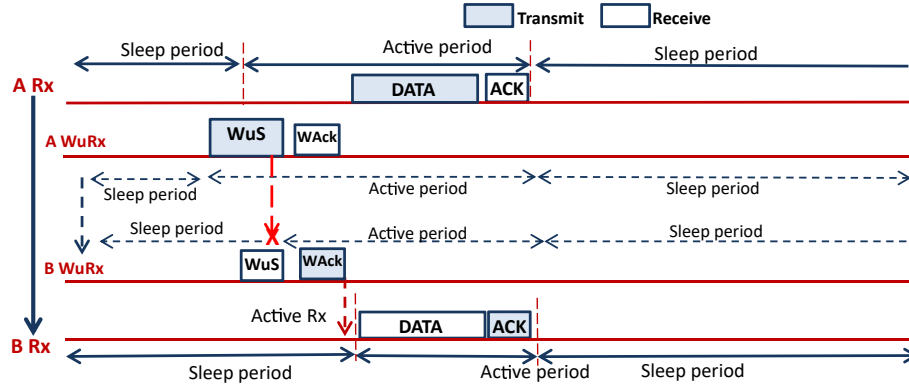 Transmit Receive
Sleep period Active period Sleep period
A Rx DATA ACK
A WuRx WuS WAck
Sleep period Active period Sleep period
Sleep period Active period Sleep period
X
B WuRx WuS WAck
Active Rx DATA ACK
B Rx
Sleep period Active period Sleep period